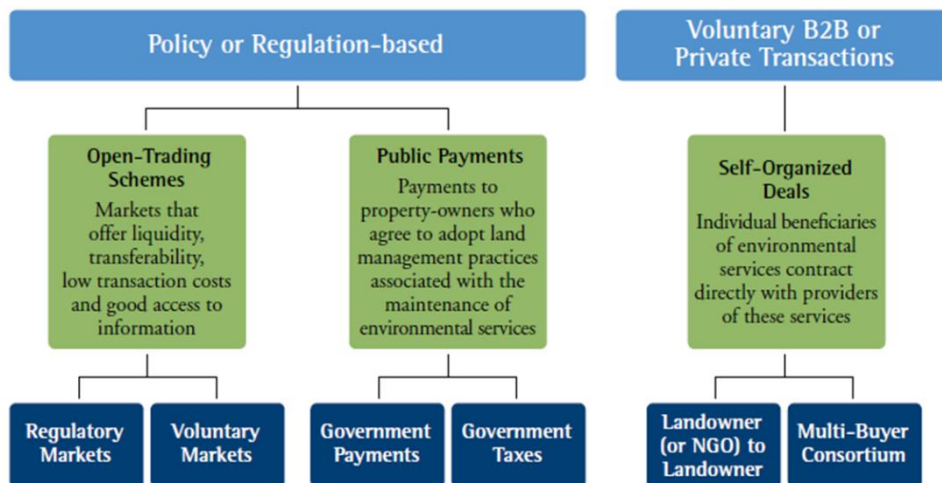 Policy or Regulation-based
Voluntary B2B or
Private Transactions
Open-Trading
Schemes
Markets that
offer liquidity,
transferability,
low transaction costs
and good access to
information
Public Payments
Payments to
property-owners who
agree to adopt land
management practices
associated with the
maintenance of
environmental services
Self-Organized
Deals
Individual beneficiaries
of environmental
services contract
directly with providers
of these services
Regulatory
Markets
Voluntary
Markets
Government
Payments
Government
Taxes
Landowner
(or NGO) to
Landowner
Multi-Buyer
Consortium